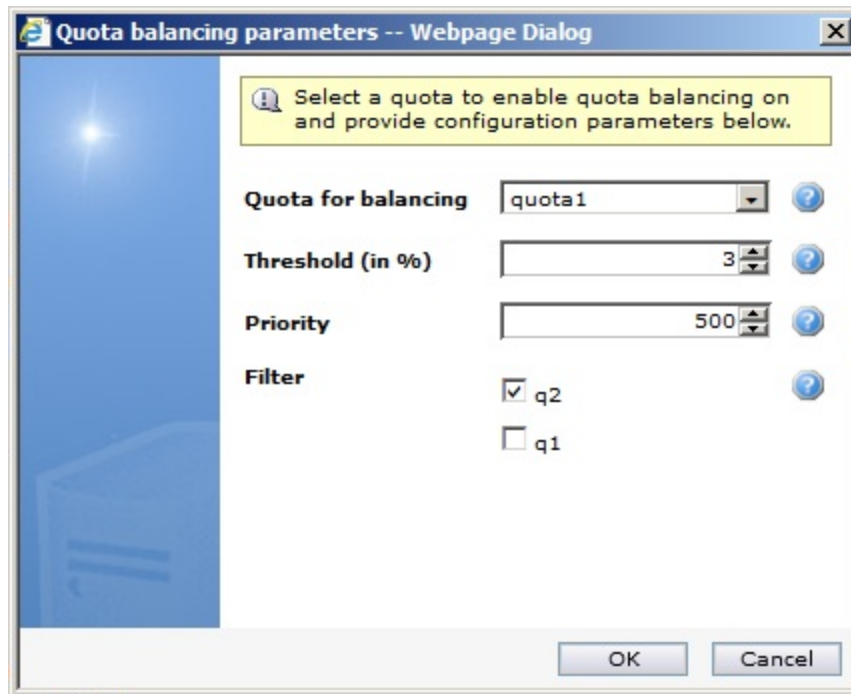 Quota balancing parameters -- Webpage Dialog
Select a quota to enable quota balancing on
and provide configuration parameters below.
Quota for balancing quota1
Threshold (in %) 3
Priority 500
Filter q2
q1
OK Cancel